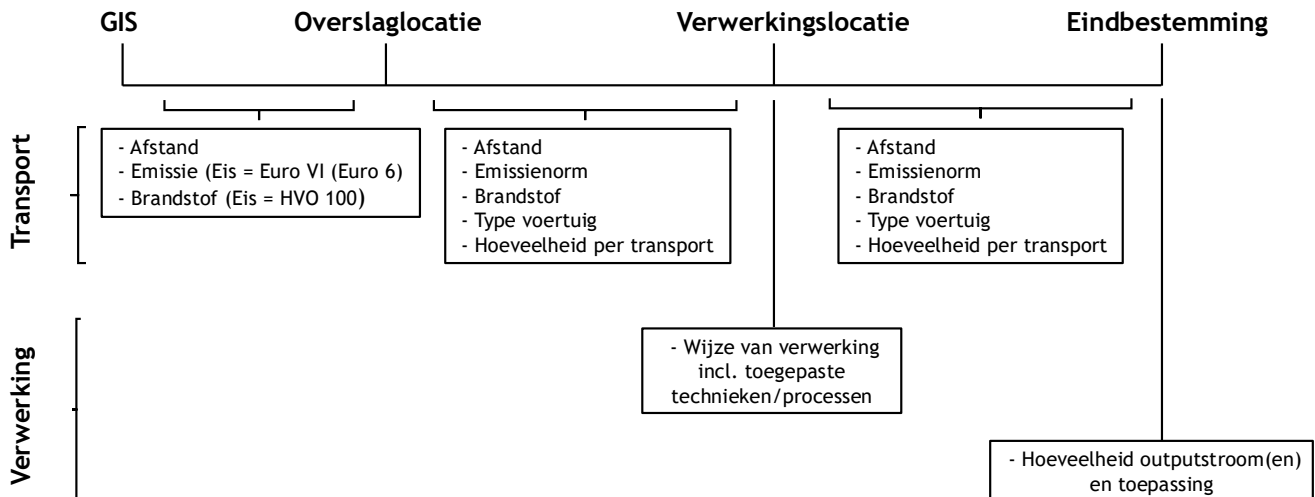 GIS
Overslaglocatie
Verwerkingslocatie
Eindbestemming
Transport
- Afstand
- Emissie (Eis = Euro VI (Euro 6)
- Brandstof (Eis = HVO 100)
- Afstand
- Emissienorm
- Brandstof
- Type voertuig
- Hoeveelheid per transport
- Afstand
- Emissienorm
- Brandstof
- Type voertuig
- Hoeveelheid per transport
Verwerking
- Wijze van verwerking
incl. toegepaste
technieken/processen
- Hoeveelheid outputstroom(en)
en toepassing